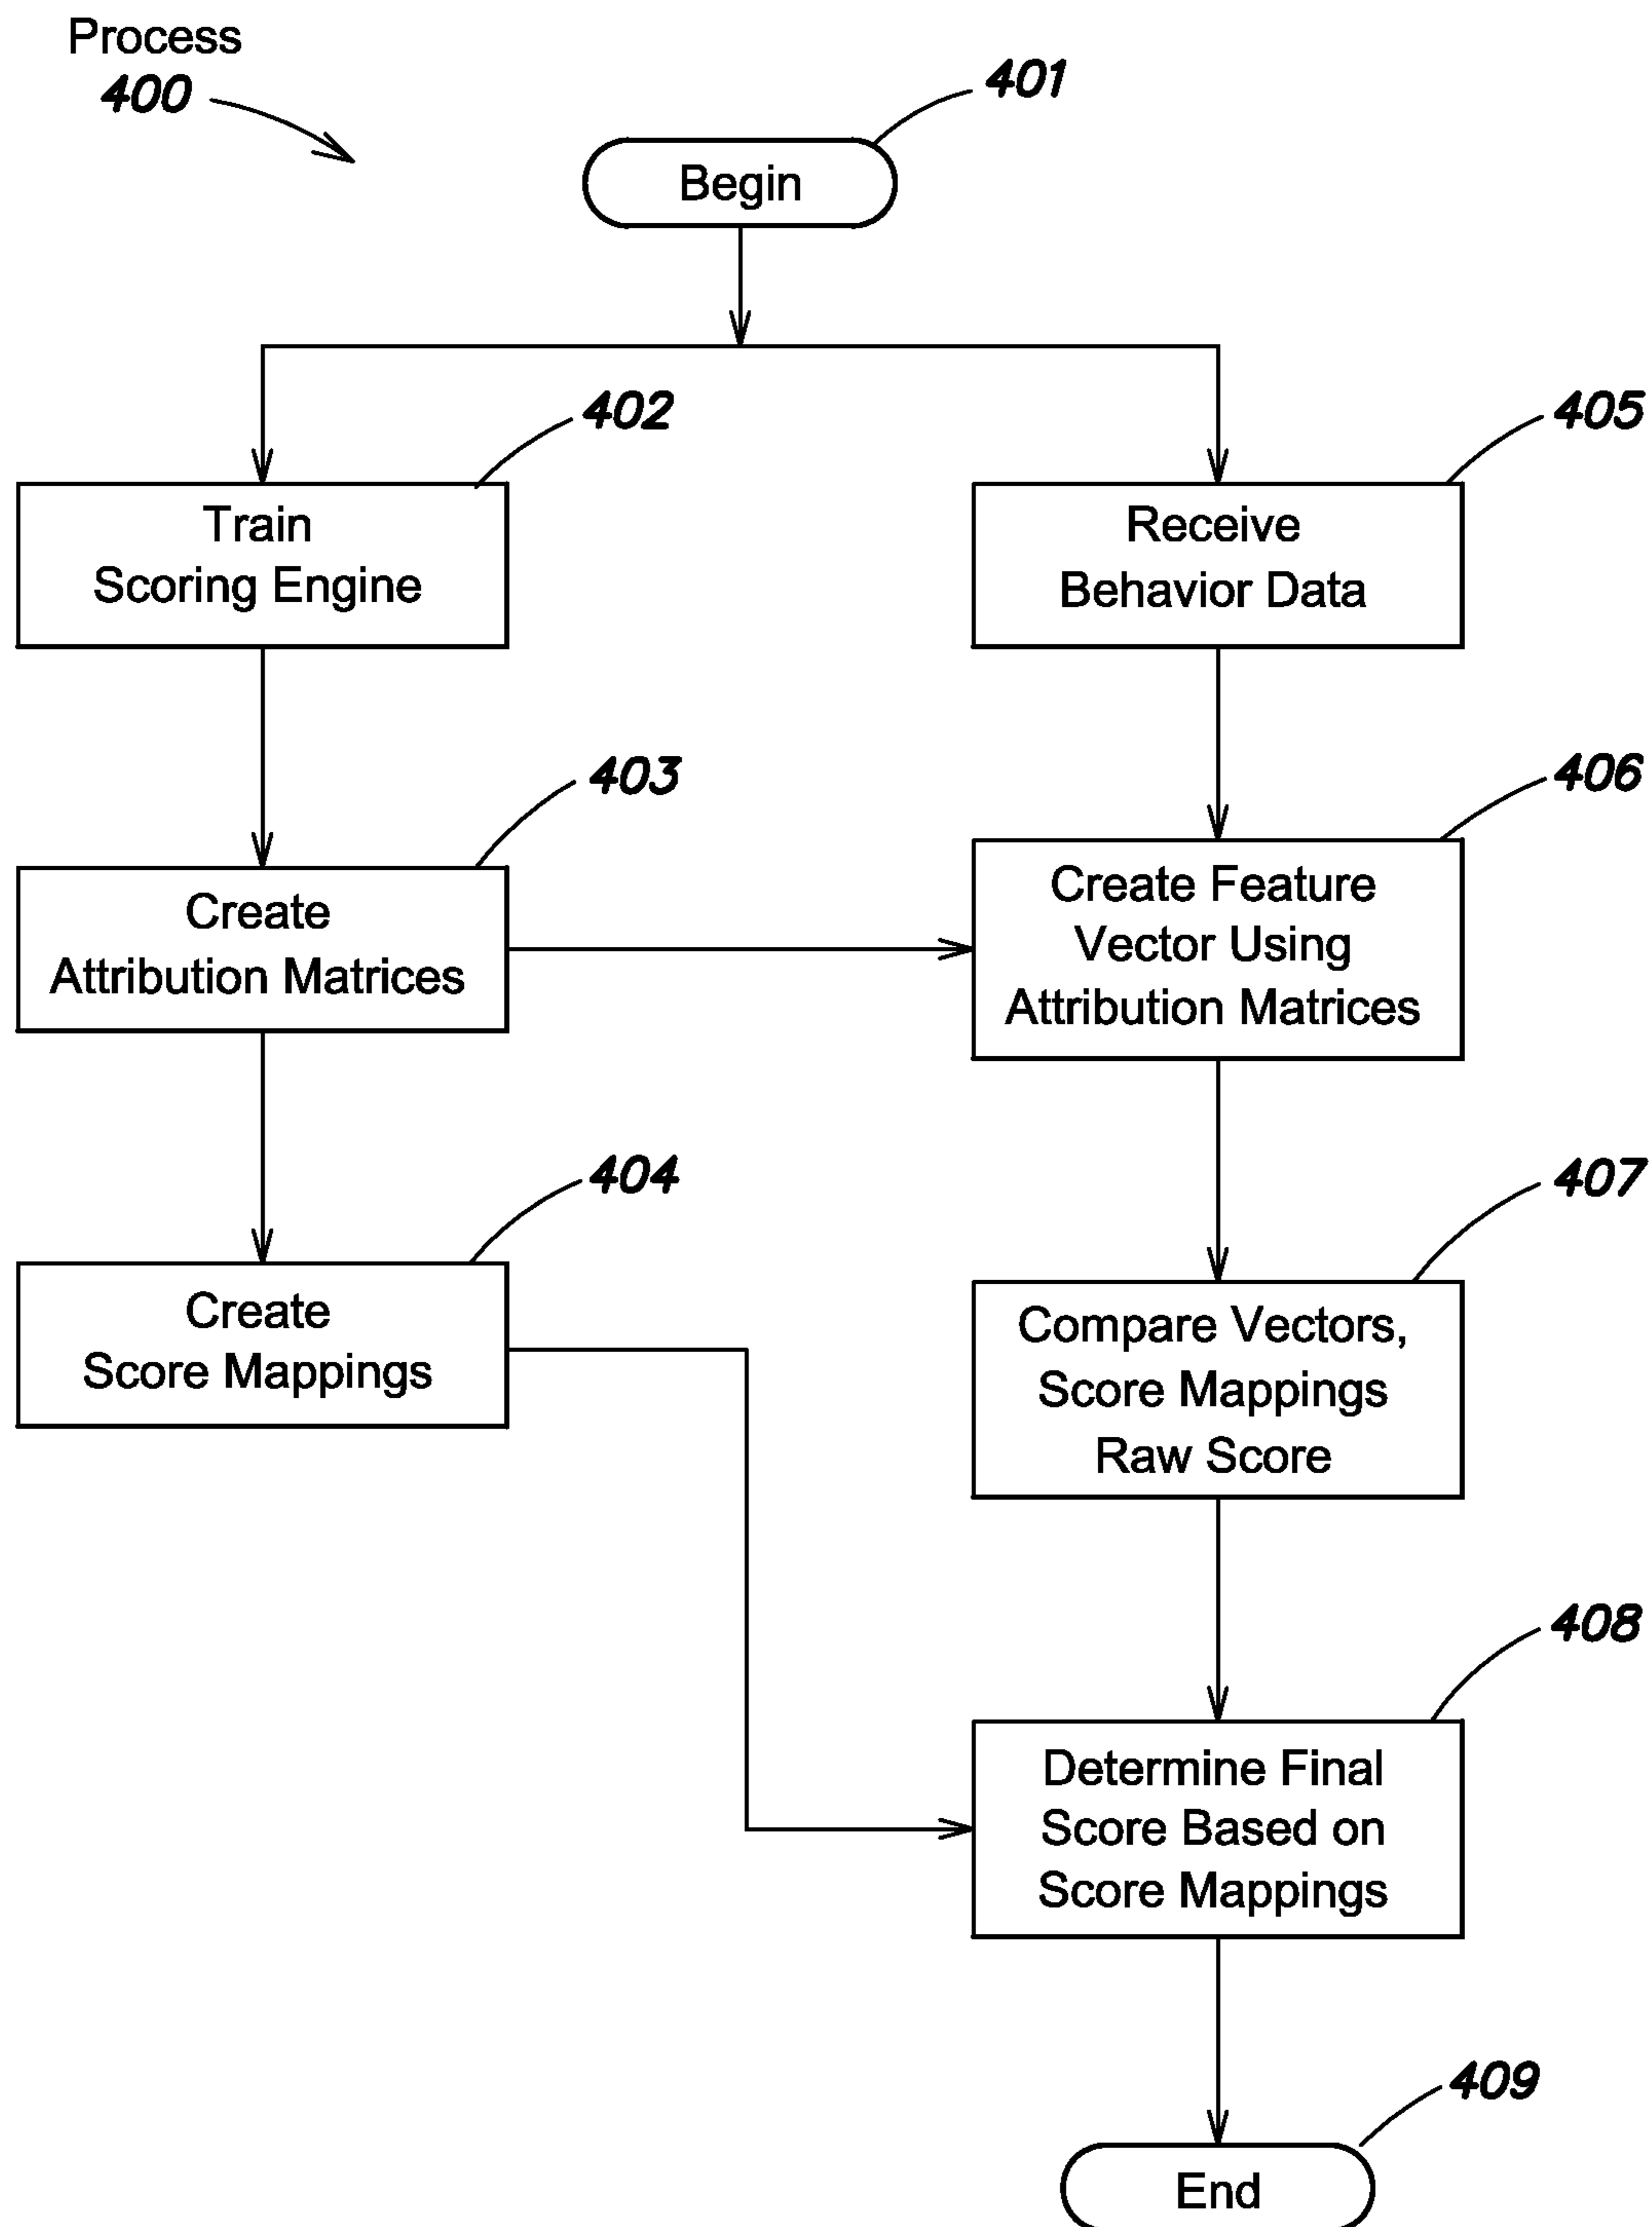 Process
400
401
Begin
402
Train
Scoring Engine
405
Receive
Behavior Data
403
Create
Attribution Matrices
406
Create Feature
Vector Using
Attribution Matrices
404
Create
Score Mappings
407
Compare Vectors,
Score Mappings
Raw Score
408
Determine Final
Score Based on
Score Mappings
409
End